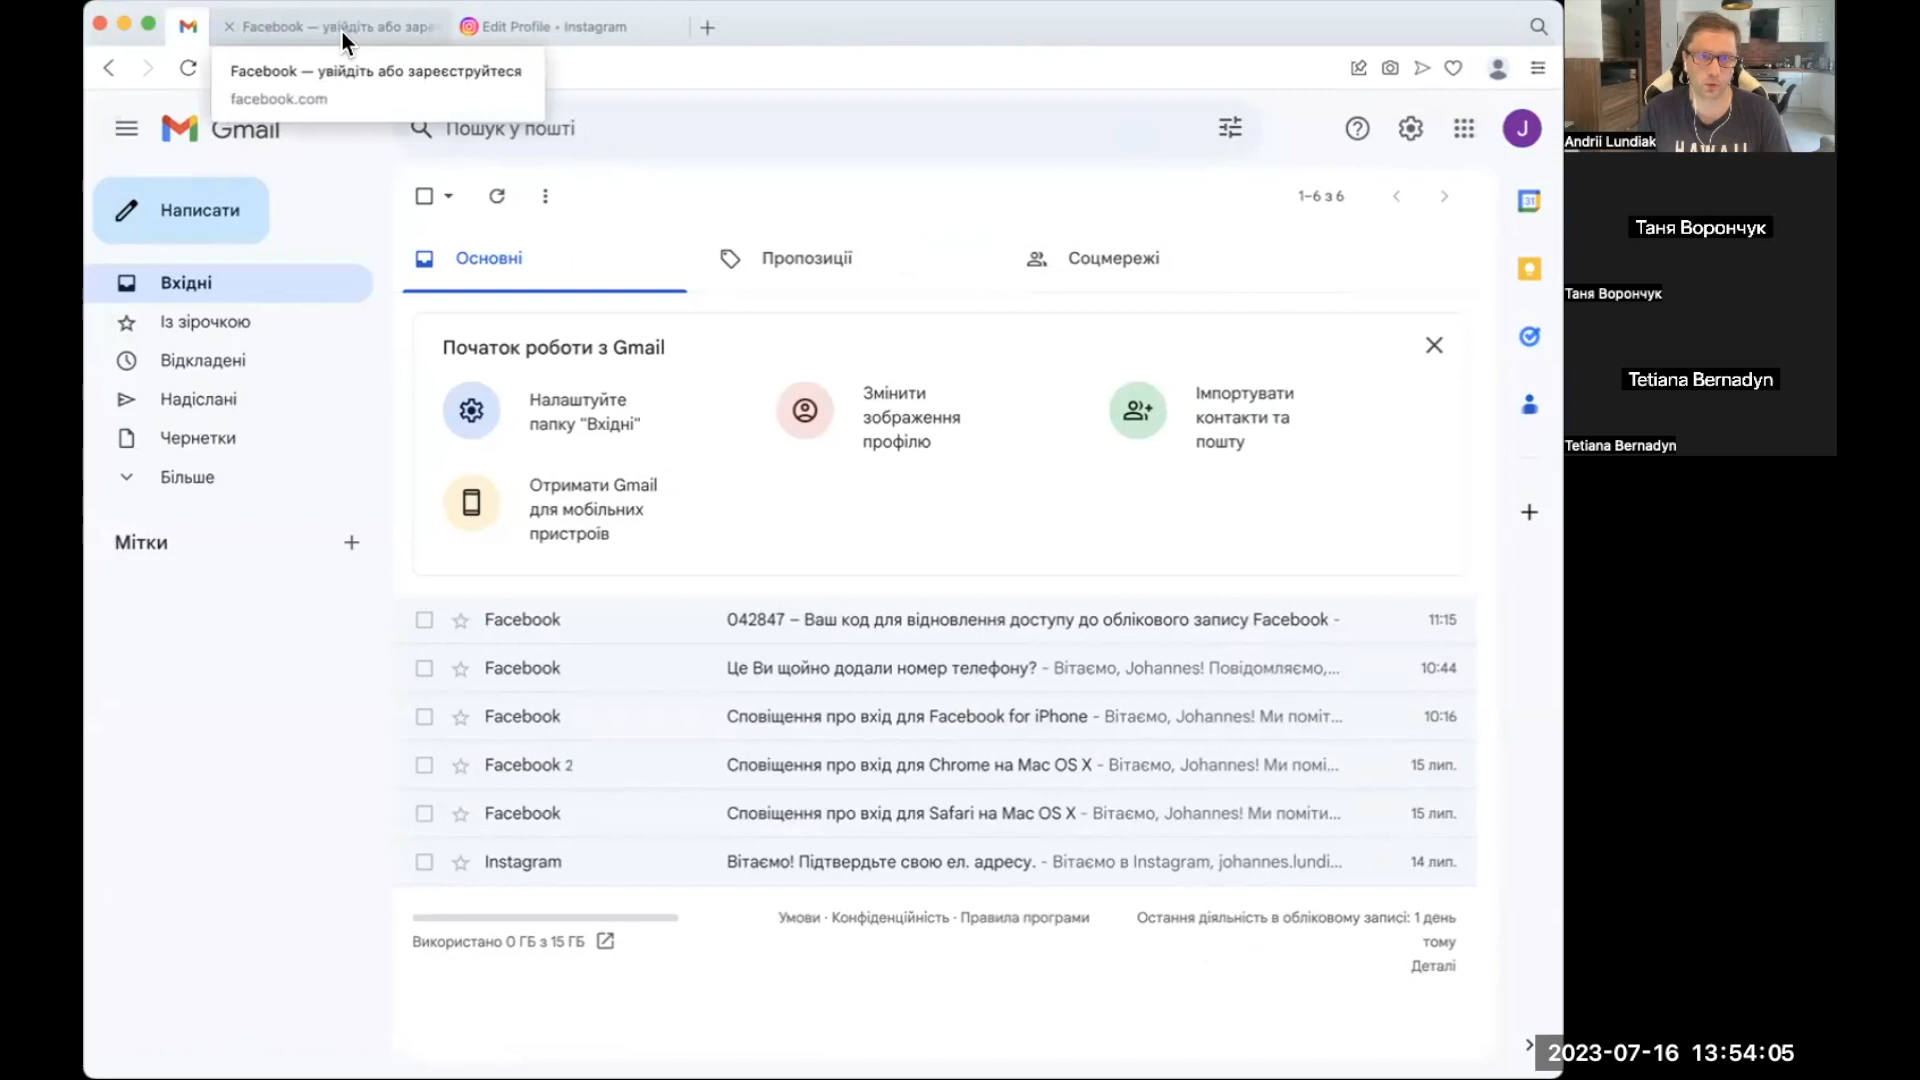 Facebook — увійдіть або заре
Edit Profile • Instagram
Facebook — увійдіть або зареєструйтеся
facebook.com
Gmail
Пошук у пошті
J
Написати
Вхідні
Із зірочкою
Відкладені
Надіслані
Чернетки
Більше
Мітки
1–6 з 6
Основні
Пропозиції
Соцмережі
Початок роботи з Gmail
Налаштуйте
папку "Вхідні"
Змінити
зображення
профілю
Імпортувати
контакти та
пошту
Отримати Gmail
для мобільних
пристроїв
Facebook 042847 – Ваш код для відновлення доступу до облікового запису Facebook - 11:15
Facebook Це Ви щойно додали номер телефону? - Вітаємо, Johannes! Повідомляємо,... 10:44
Facebook Сповіщення про вхід для Facebook for iPhone - Вітаємо, Johannes! Ми поміт... 10:16
Facebook 2 Сповіщення про вхід для Chrome на Mac OS X - Вітаємо, Johannes! Ми помі... 15 лип.
Facebook Сповіщення про вхід для Safari на Mac OS X - Вітаємо, Johannes! Ми поміти... 15 лип.
Instagram Вітаємо! Підтвердьте свою ел. адресу. - Вітаємо в Instagram, johannes.lundi... 14 лип.
Використано 0 ГБ з 15 ГБ
Умови · Конфіденційність · Правила програми
Остання діяльність в обліковому записі: 1 день
тому
Деталі
31
HAWAII
Andrii Lundiak
Таня Ворончук
Таня Ворончук
Tetiana Bernadyn
Tetiana Bernadyn
2023-07-16 13:54:05